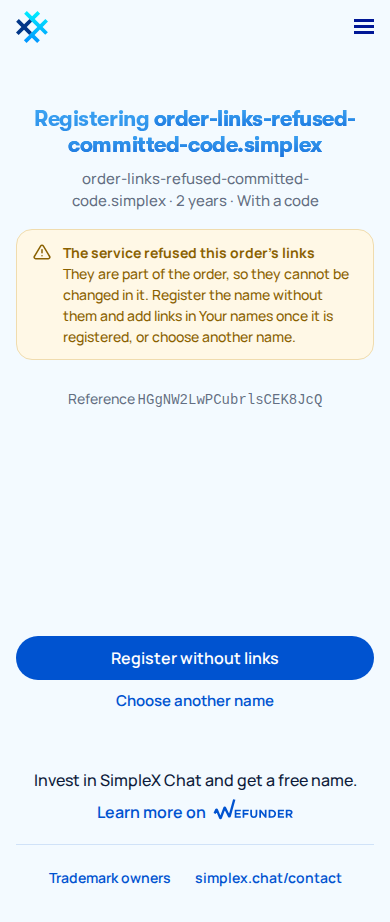 Registering order-links-refused-
committed-code.simplex
order-links-refused-committed-
code.simplex · 2 years · With a code
The service refused this order's links
They are part of the order, so they cannot be
changed in it. Register the name without
them and add links in Your names once it is
registered, or choose another name.
Reference HGgNW2LwPCubrlsCEK8JcQ
Register without links
Choose another name
Invest in SimpleX Chat and get a free name.
Learn more on WEFUNDER
Trademark owners simplex.chat/contact